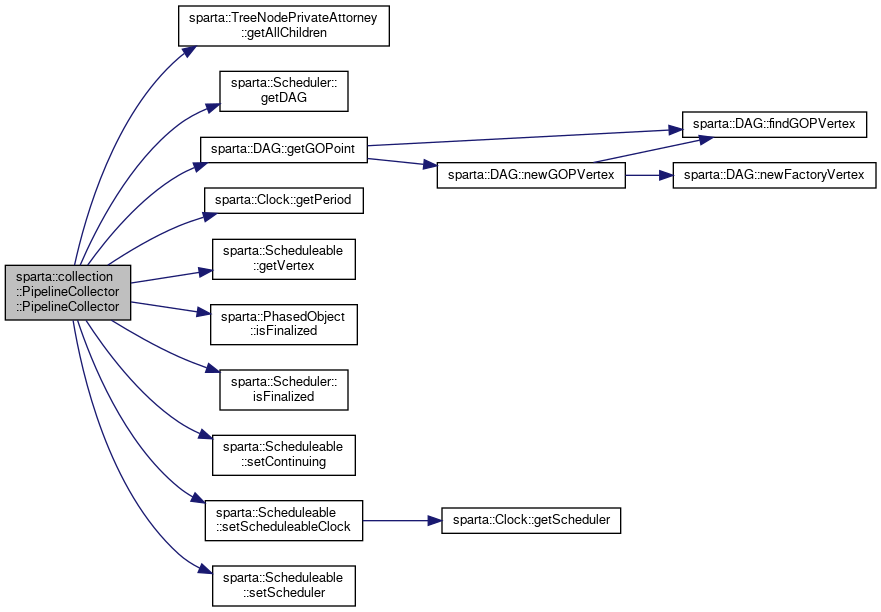 sparta::TreeNodePrivateAttorney
::getAllChildren
sparta::Scheduler::
getDAG
sparta::DAG::getGOPoint
sparta::DAG::findGOPVertex
sparta::DAG::newGOPVertex
sparta::DAG::newFactoryVertex
sparta::Clock::getPeriod
sparta::Scheduleable
::getVertex
sparta::collection
::PipelineCollector
::PipelineCollector
sparta::PhasedObject
::isFinalized
sparta::Scheduler::
isFinalized
sparta::Scheduleable
::setContinuing
sparta::Scheduleable
::setScheduleableClock
sparta::Clock::getScheduler
sparta::Scheduleable
::setScheduler